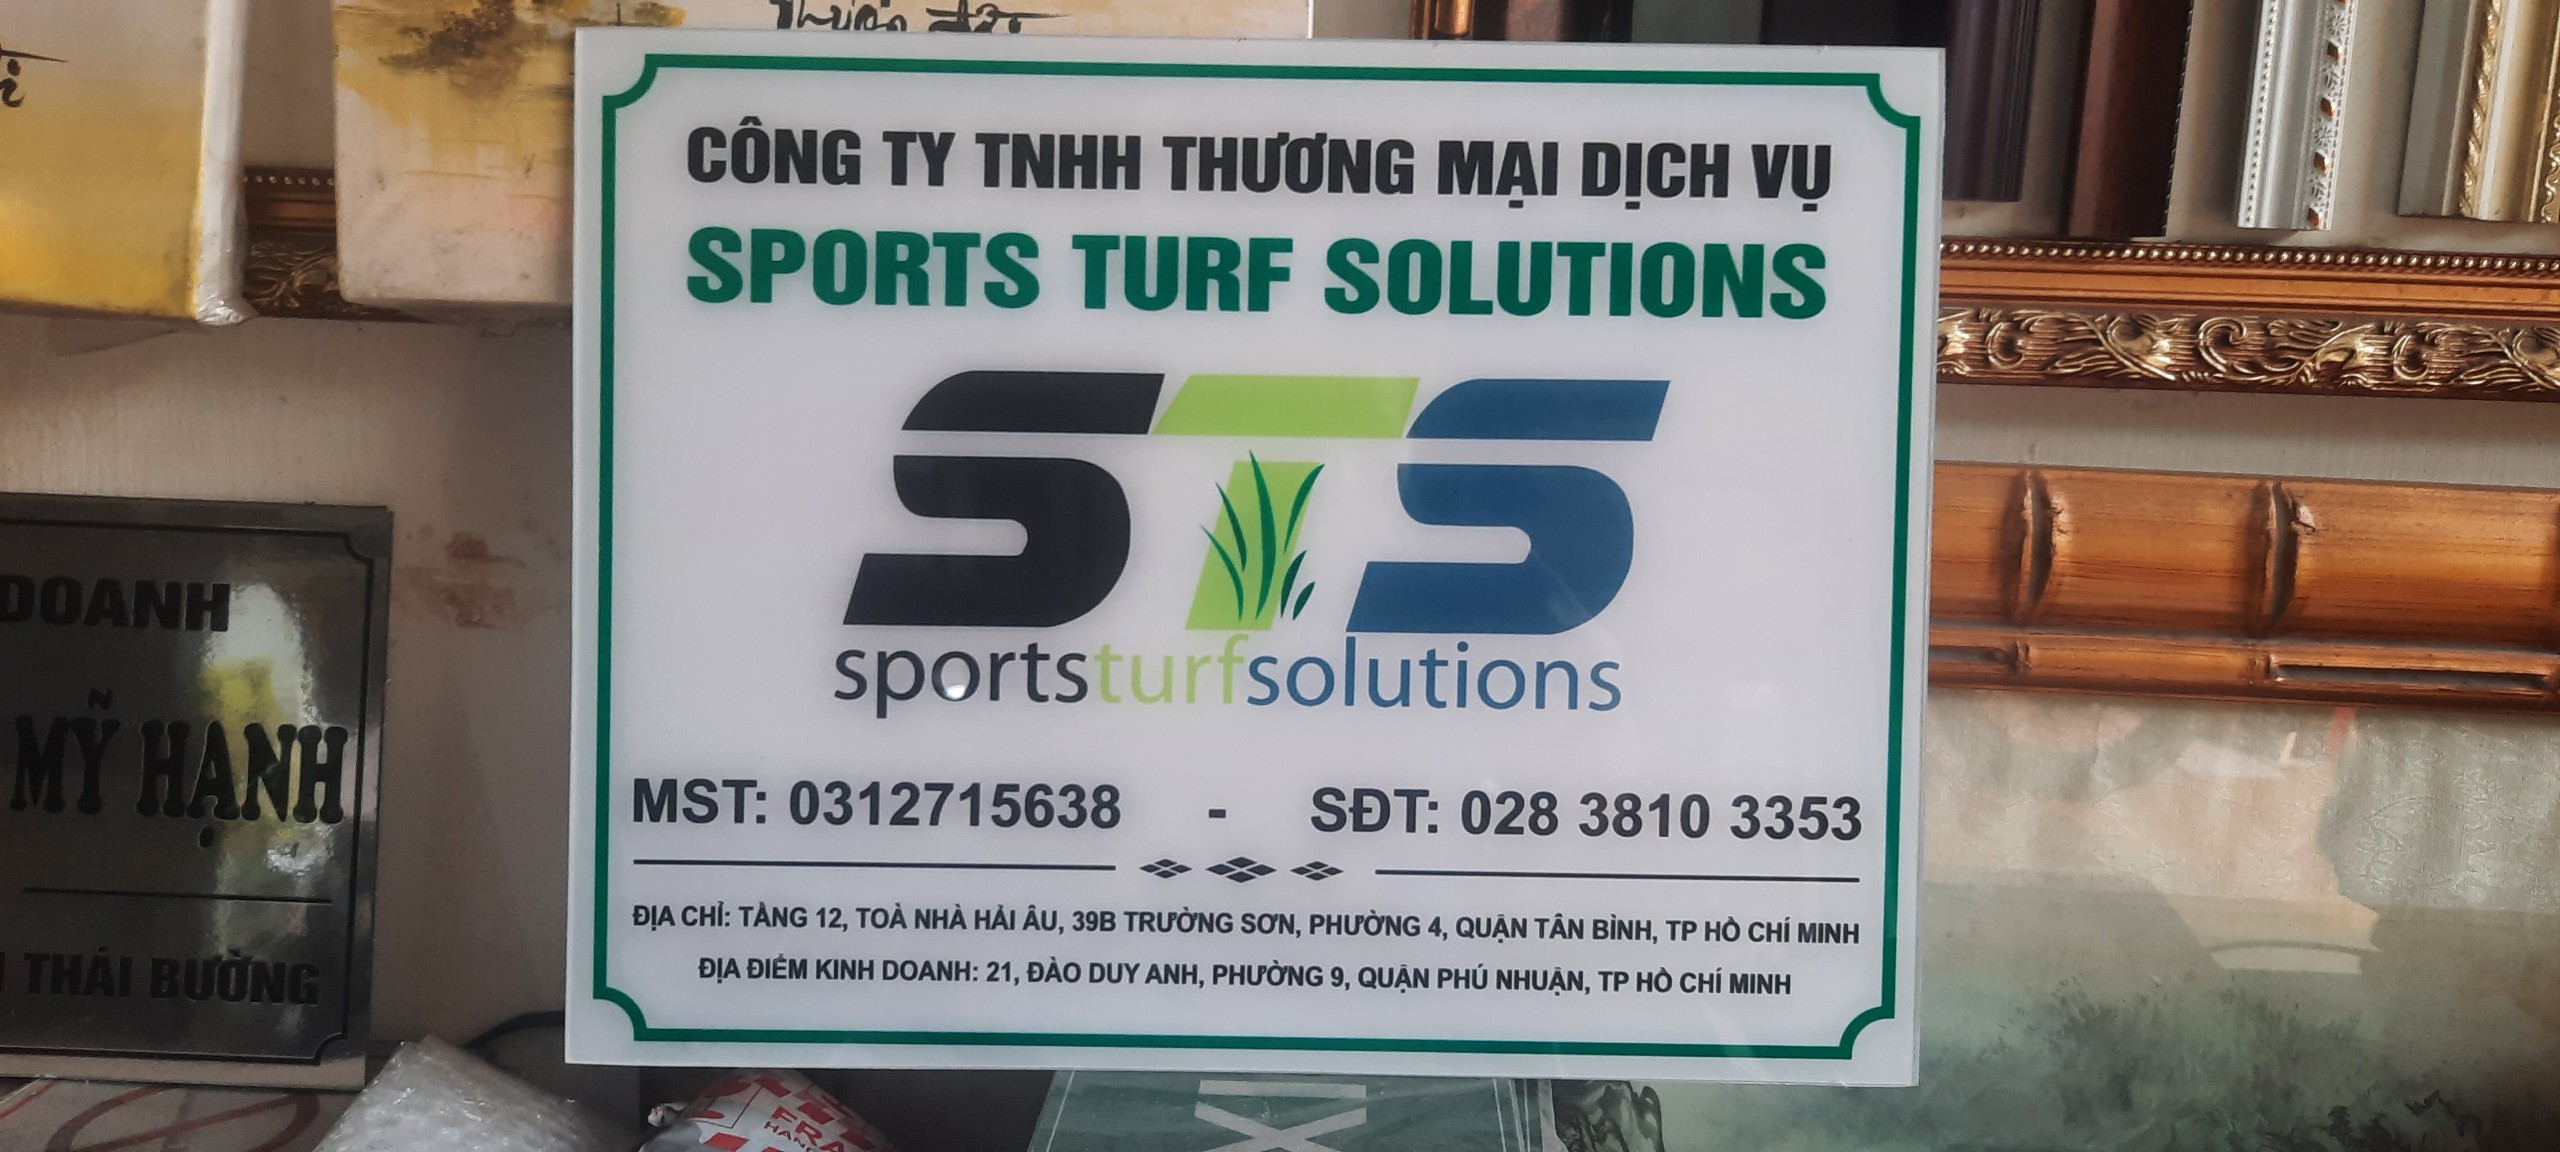 Thuận
CÔNG TY TNHH THƯƠNG MẠI DỊCH VỤ
SPORTS TURF SOLUTIONS
STS
sportsturfsolutions
MST: 0312715638 - SĐT: 028 3810 3353
ĐỊA CHỈ: TẦNG 12, TOÀ NHÀ HẢI ÂU, 39B TRƯỜNG SƠN, PHƯỜNG 4, QUẬN TÂN BÌNH, TP HỒ CHÍ MINH
ĐỊA ĐIỂM KINH DOANH: 21, ĐÀO DUY ANH, PHƯỜNG 9, QUẬN PHÚ NHUẬN, TP HỒ CHÍ MINH
DOANH
MỸ HẠNH
THÁI BƯỜNG
FRA
HAN